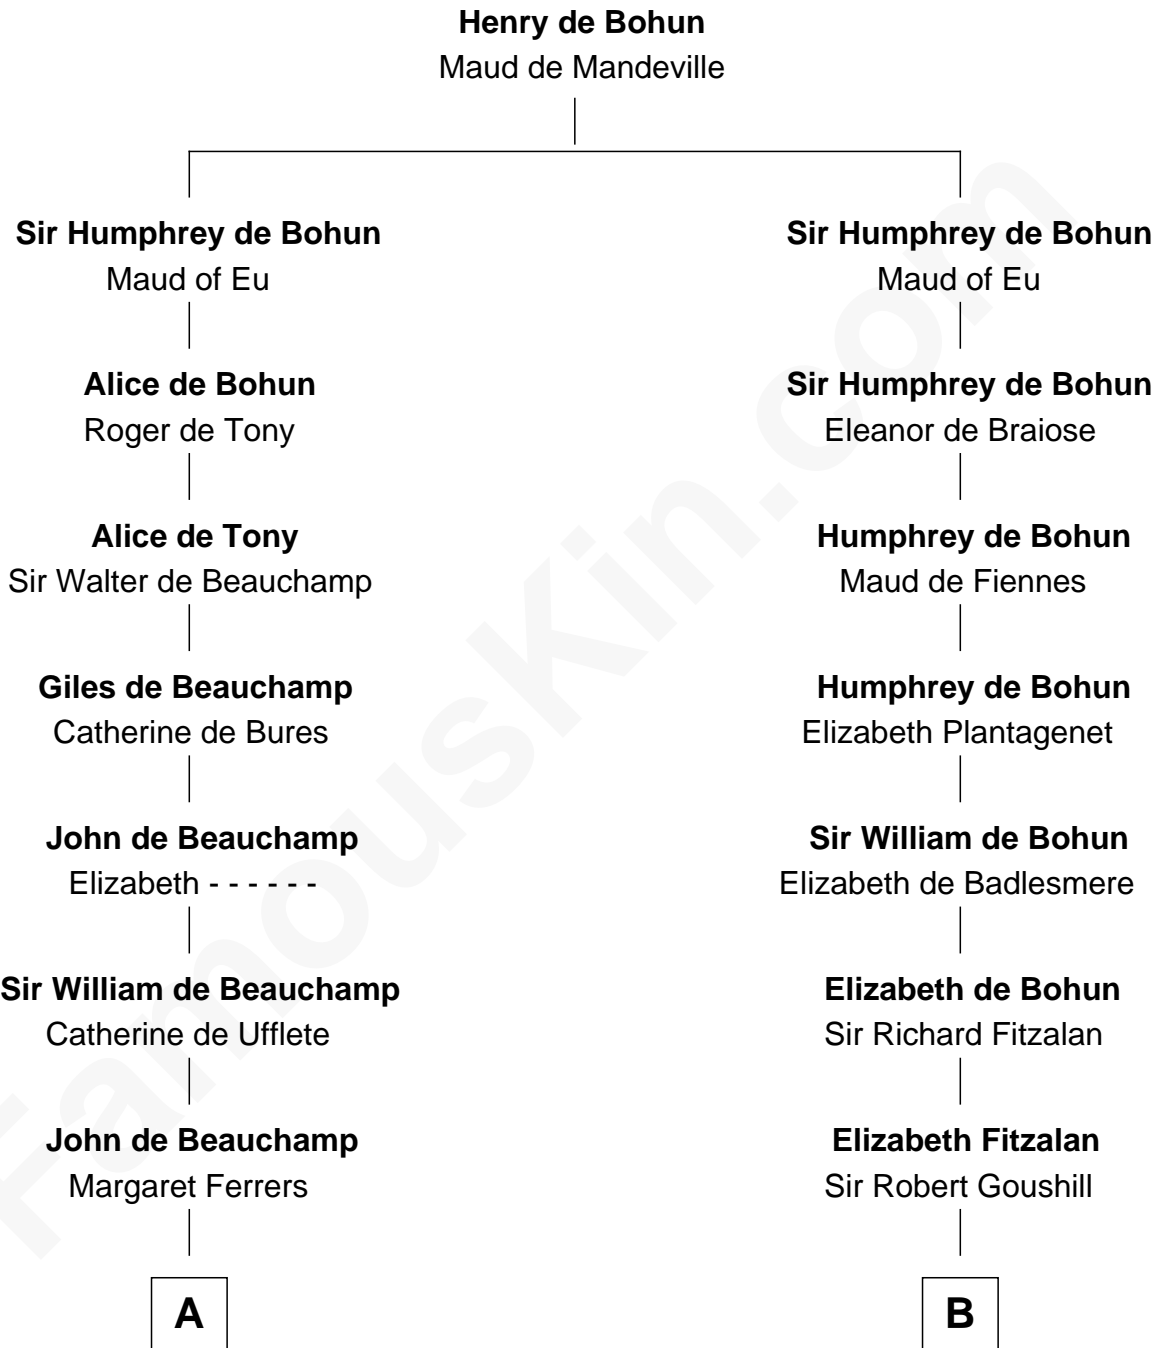 Henry de Bohun
Maud de Mandeville
Sir Humphrey de Bohun
Maud of Eu
Alice de Bohun
Roger de Tony
Alice de Tony
Sir Walter de Beauchamp
Giles de Beauchamp
Catherine de Bures
John de Beauchamp
Elizabeth - - - - - -
Sir William de Beauchamp
Catherine de Ufflete
John de Beauchamp
Margaret Ferrers
A
Sir Humphrey de Bohun
Maud of Eu
Sir Humphrey de Bohun
Eleanor de Braiose
Humphrey de Bohun
Maud de Fiennes
Humphrey de Bohun
Elizabeth Plantagenet
Sir William de Bohun
Elizabeth de Badlesmere
Elizabeth de Bohun
Sir Richard Fitzalan
Elizabeth Fitzalan
Sir Robert Goushill
B
FamousKin.com